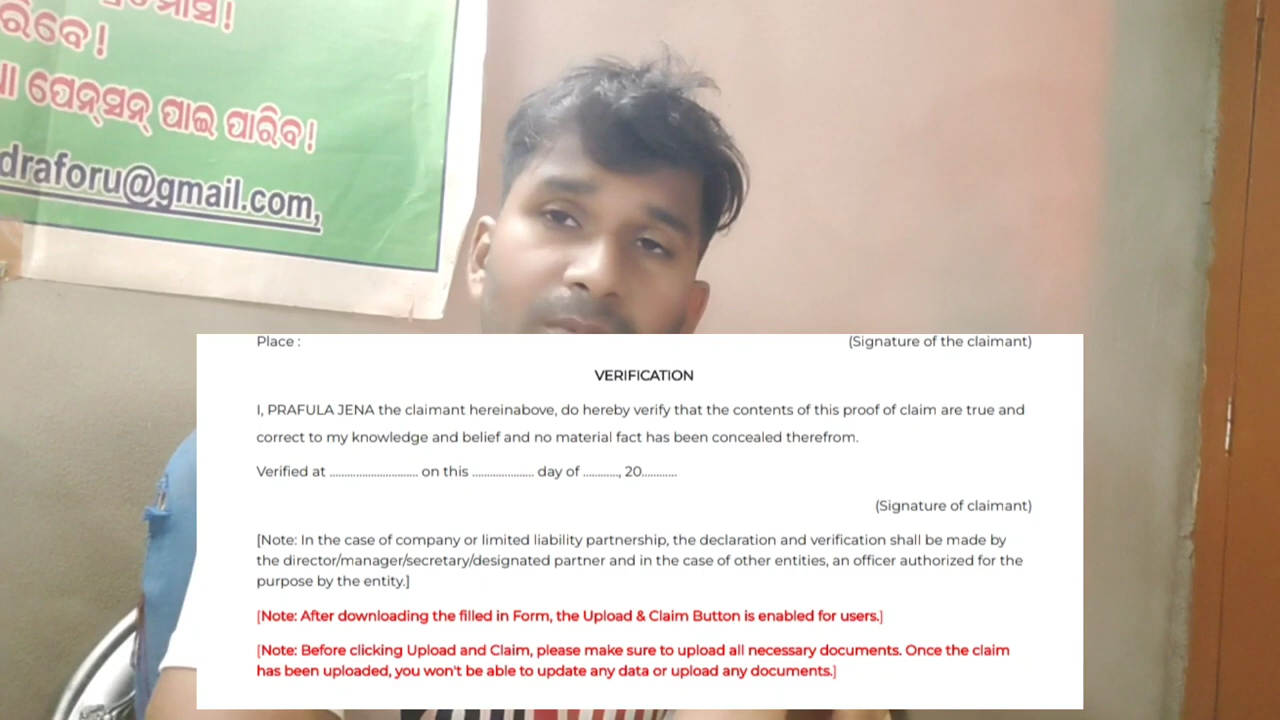 ରିବେ!
ପେନ୍‌ସନ୍ ପାଇ ପାରିବ!
draforu@gmail.com,
Place :
(Signature of the claimant)
VERIFICATION
I, PRAFULA JENA the claimant hereinabove, do hereby verify that the contents of this proof of claim are true and
correct to my knowledge and belief and no material fact has been concealed therefrom.
Verified at ................................ on this ...................... day of ............, 20............
(Signature of claimant)
[Note: In the case of company or limited liability partnership, the declaration and verification shall be made by
the director/manager/secretary/designated partner and in the case of other entities, an officer authorized for the
purpose by the entity.]
[Note: After downloading the filled in Form, the Upload & Claim Button is enabled for users.]
[Note: Before clicking Upload and Claim, please make sure to upload all necessary documents. Once the claim
has been uploaded, you won't be able to update any data or upload any documents.]